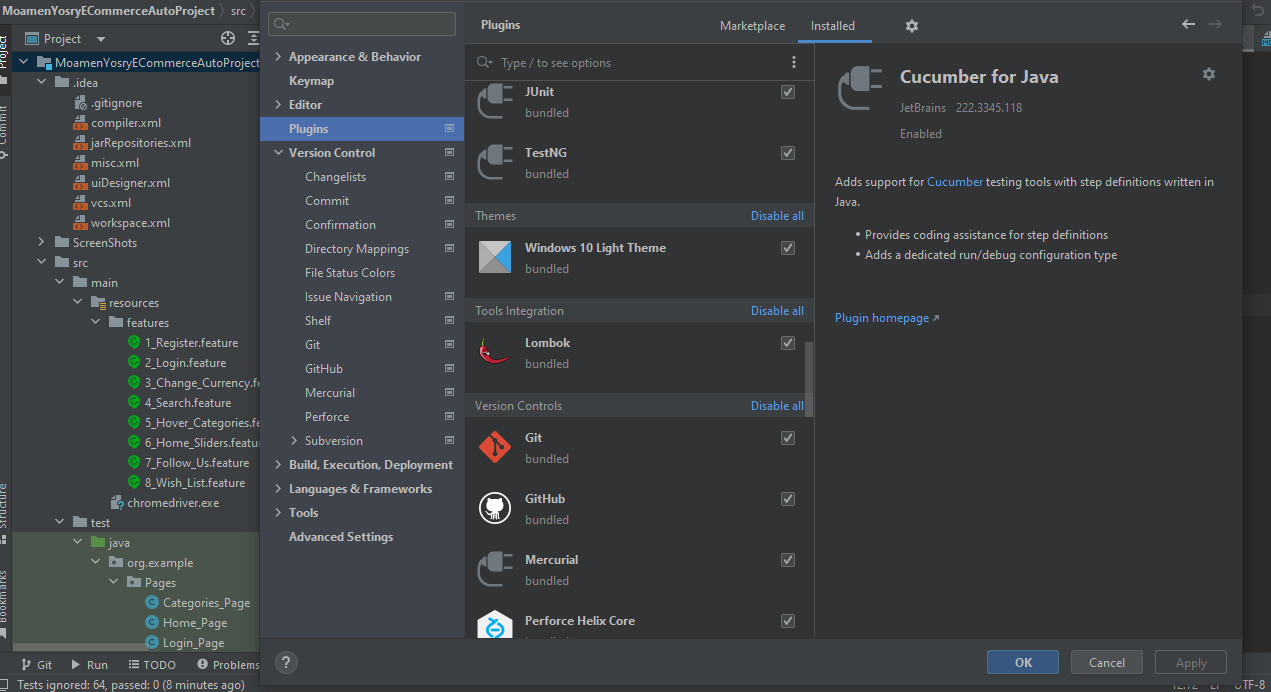 MoamenYosryECommerceAutoProject
src
Project
MoamenYosryECommerceAutoProject
.idea
.gitignore
compiler.xml
jarRepositories.xml
misc.xml
uiDesigner.xml
vcs.xml
workspace.xml
ScreenShots
src
main
resources
features
1_Register.feature
2_Login.feature
3_Change_Currency.fe
4_Search.feature
5_Hover_Categories.fe
6_Home_Sliders.featur
7_Follow_Us.feature
8_Wish_List.feature
chromedriver.exe
test
java
org.example
Pages
Categories_Page
Home_Page
Login_Page
Project
Commit
Structure
Bookmarks
Git
Run
TODO
Problems
Tests ignored: 64, passed: 0 (8 minutes ago)
Appearance & Behavior
Keymap
Editor
Plugins
Version Control
Changelists
Commit
Confirmation
Directory Mappings
File Status Colors
Issue Navigation
Shelf
Git
GitHub
Mercurial
Perforce
Subversion
Build, Execution, Deployment
Languages & Frameworks
Tools
Advanced Settings
?
Plugins
Marketplace
Installed
Type / to see options
JUnit
bundled
TestNG
bundled
Themes
Disable all
Windows 10 Light Theme
bundled
Tools Integration
Disable all
Lombok
bundled
Version Controls
Disable all
Git
bundled
GitHub
bundled
Mercurial
bundled
Perforce Helix Core
Cucumber for Java
JetBrains 222.3345.118
Enabled
Adds support for Cucumber testing tools with step definitions written in
Java.
• Provides coding assistance for step definitions
• Adds a dedicated run/debug configuration type
Plugin homepage
OK
Cancel
Apply